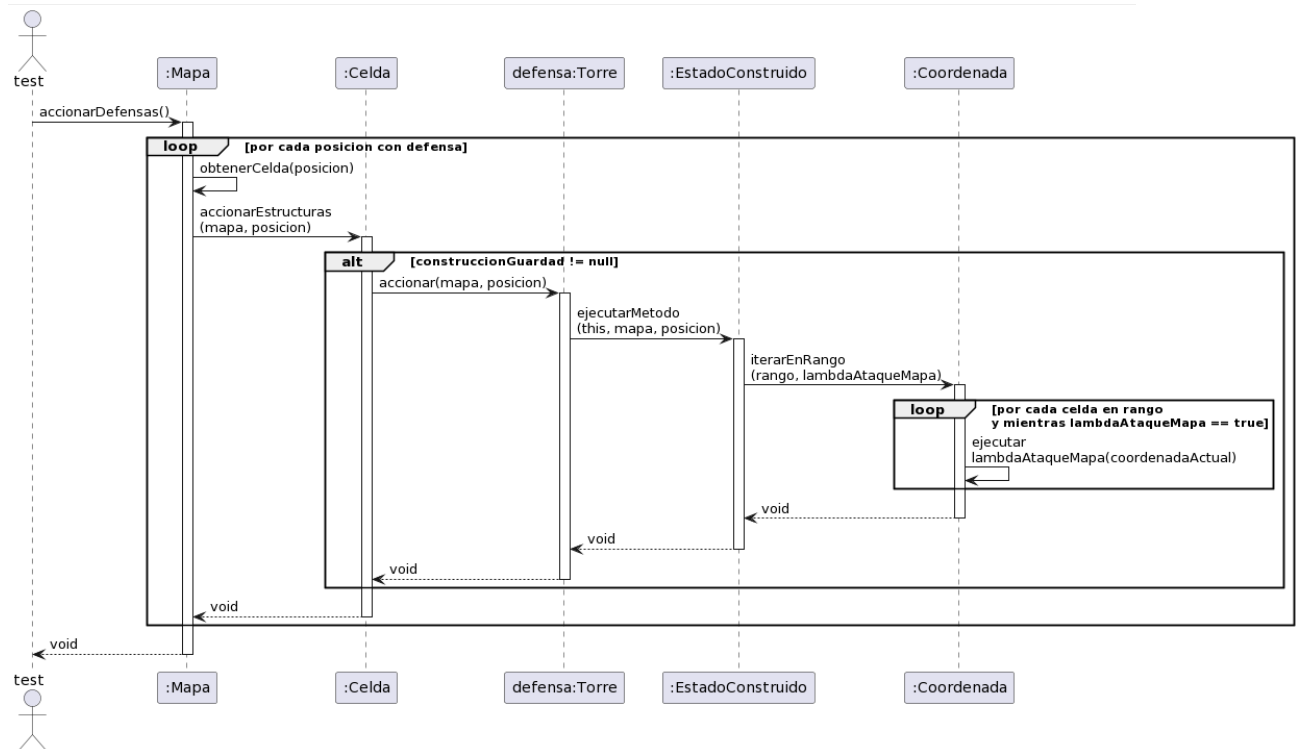 test
:Mapa
:Celda
defensa:Torre
:EstadoConstruido
:Coordenada
accionarDefensas()
loop
[por cada posicion con defensa]
obtenerCelda(posicion)
accionarEstructuras
(mapa, posicion)
alt
[construccionGuardad != null]
accionar(mapa, posicion)
ejecutarMetodo
(this, mapa, posicion)
iterarEnRango
(rango, lambdaAtaqueMapa)
loop
[por cada celda en rango
y mientras lambdaAtaqueMapa == true]
ejecutar
lambdaAtaqueMapa(coordenadaActual)
void
void
void
void
void
test
:Mapa
:Celda
defensa:Torre
:EstadoConstruido
:Coordenada